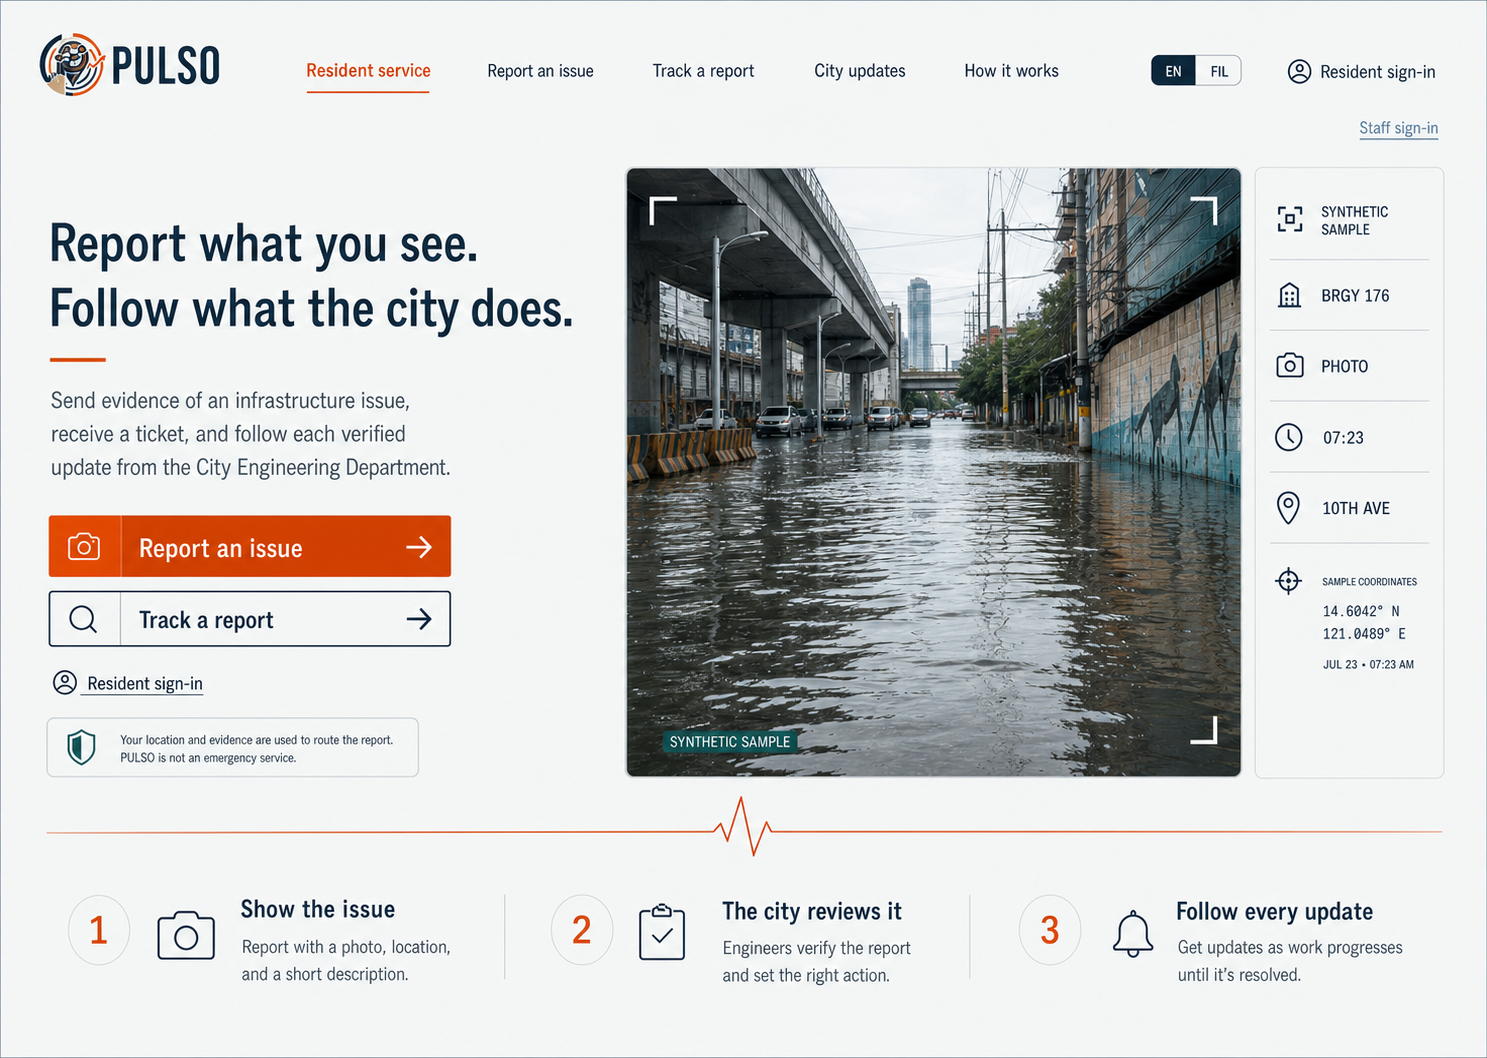 PULSO
Resident service
Report an issue
Track a report
City updates
How it works
EN
FIL
Resident sign-in
Staff sign-in
Report what you see.
Follow what the city does.
Send evidence of an infrastructure issue,
receive a ticket, and follow each verified
update from the City Engineering Department.
Report an issue
Track a report
Resident sign-in
Your location and evidence are used to route the report.
PULSO is not an emergency service.
SYNTHETIC SAMPLE
SYNTHETIC
SAMPLE
BRGY 176
PHOTO
07:23
10TH AVE
SAMPLE COORDINATES
14.6042° N
121.0489° E
JUL 23 • 07:23 AM
1
Show the issue
Report with a photo, location,
and a short description.
2
The city reviews it
Engineers verify the report
and set the right action.
3
Follow every update
Get updates as work progresses
until it's resolved.